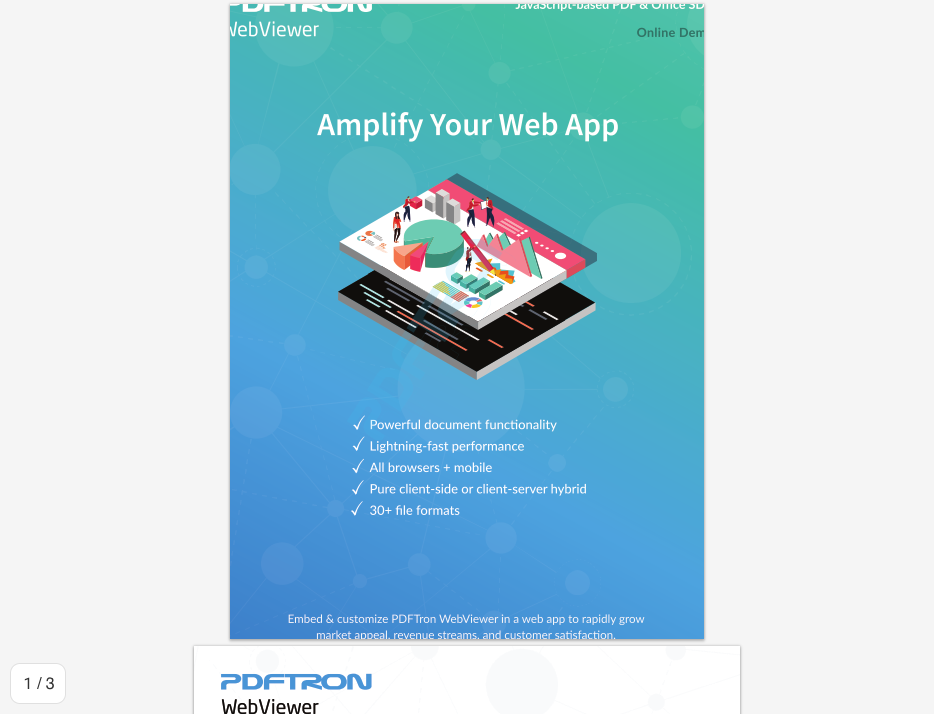 PDFTRON
WebViewer
JavaScript-based PDF & Office SD
Online Dem
Amplify Your Web App
Powerful document functionality
Lightning-fast performance
All browsers + mobile
Pure client-side or client-server hybrid
30+ file formats
Embed & customize PDFTron WebViewer in a web app to rapidly grow
market appeal, revenue streams, and customer satisfaction.
1 / 3
PDFTRON
WebViewer